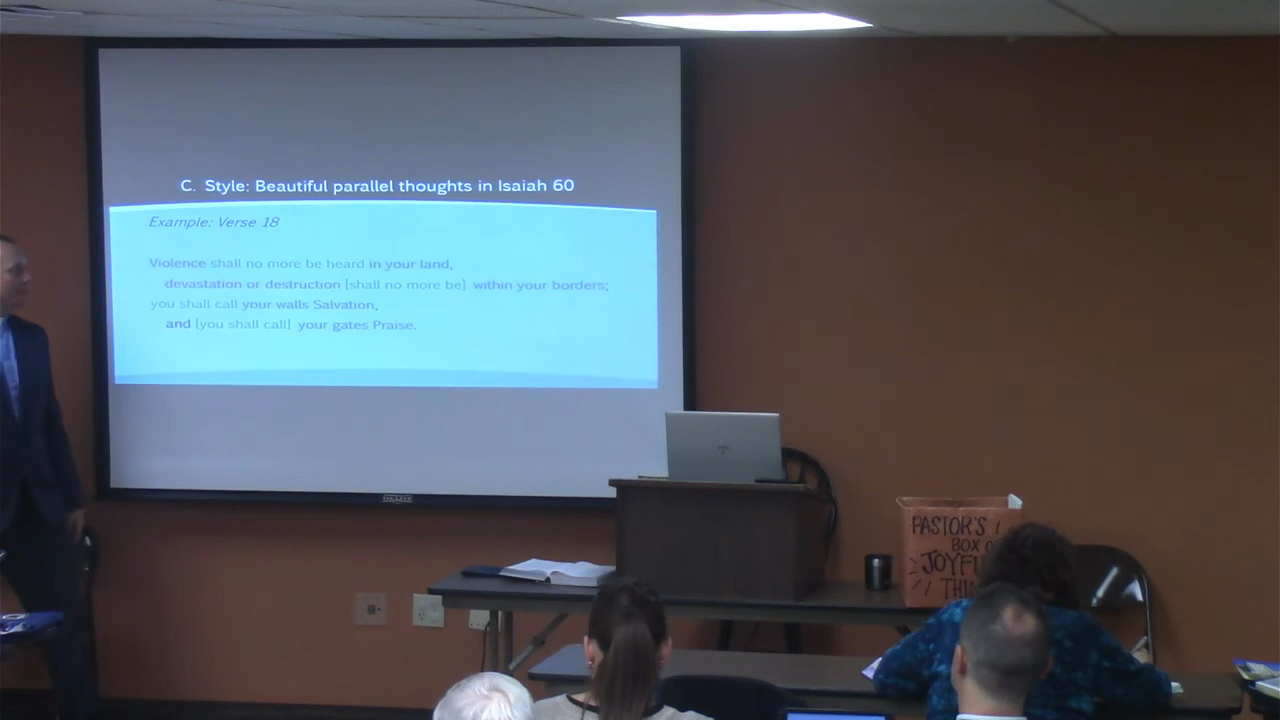 C. Style: Beautiful parallel thoughts in Isaiah 60
Example: Verse 18
Violence shall no more be heard in your land,
devastation or destruction [shall no more be] within your borders;
you shall call your walls Salvation,
and [you shall call] your gates Praise.
PASTOR'S
BOX
JOYFU
THI